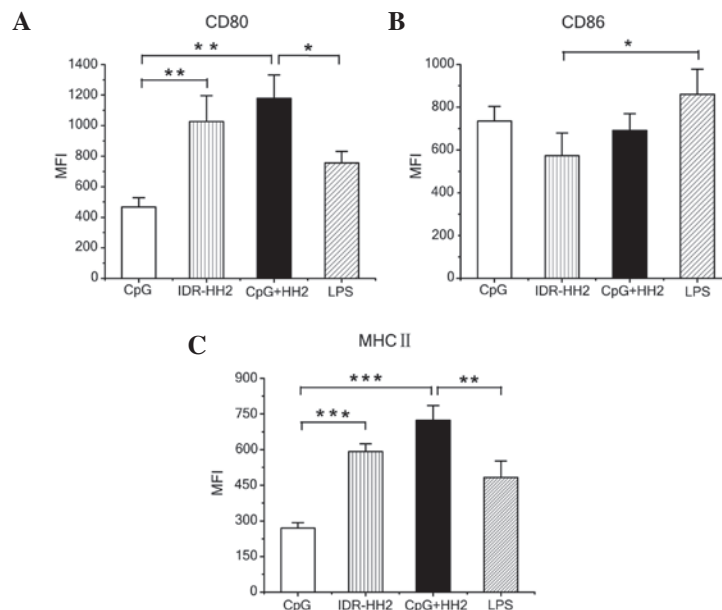 A CD80
** 
** *
1400
1200
1000
800
600
400
200
0
MFI
CpG IDR-HH2 CpG+HH2 LPS
B CD86
*
1000
800
600
400
200
0
MFI
CpG IDR-HH2 CpG+HH2 LPS
C MHC II
*** **
***
900
750
600
450
300
150
0
MFI
CpG IDR-HH2 CpG+HH2 LPS